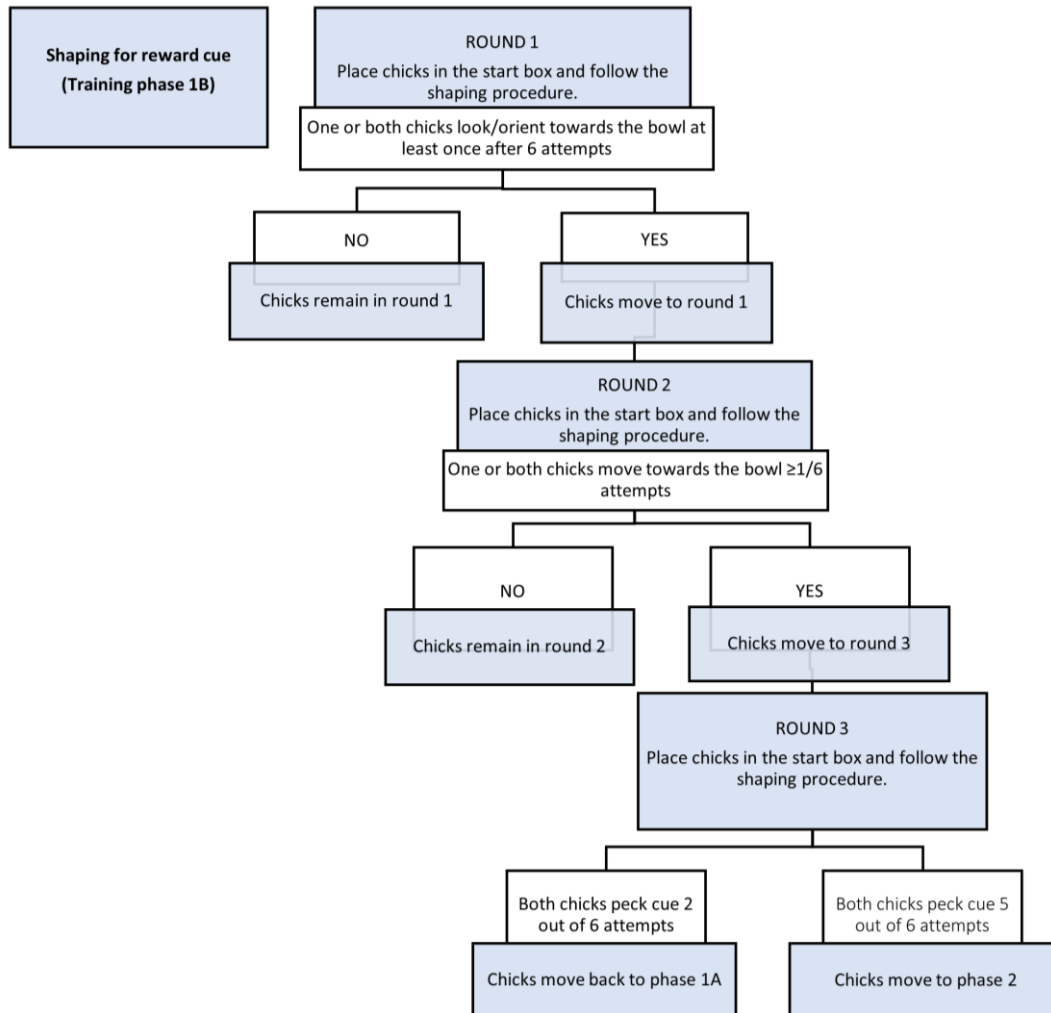 Shaping for reward cue
(Training phase 1B)
ROUND 1
Place chicks in the start box and follow the
shaping procedure.
One or both chicks look/orient towards the bowl at
least once after 6 attempts
NO
YES
Chicks remain in round 1
Chicks move to round 1
ROUND 2
Place chicks in the start box and follow the
shaping procedure.
One or both chicks move towards the bowl ≥1/6
attempts
NO
YES
Chicks remain in round 2
Chicks move to round 3
ROUND 3
Place chicks in the start box and follow the
shaping procedure.
Both chicks peck cue 2
out of 6 attempts
Both chicks peck cue 5
out of 6 attempts
Chicks move back to phase 1A
Chicks move to phase 2